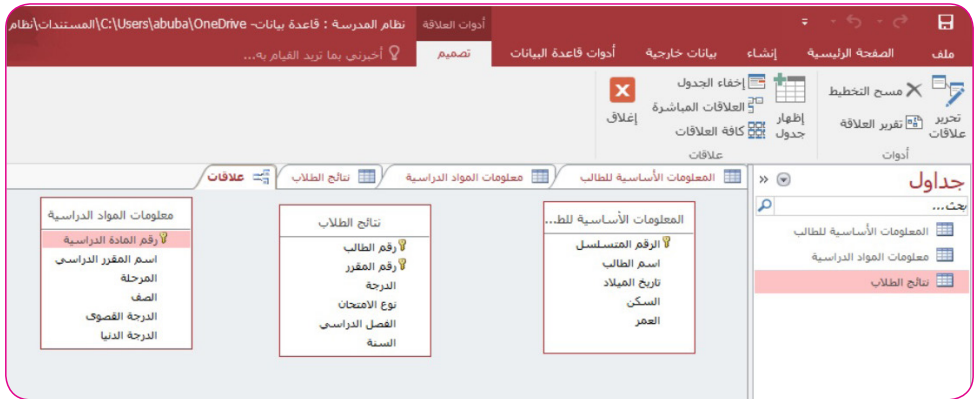 أدوات العلاقة
نظام المدرسة : قاعدة بيانات- C:\Users\abuba\OneDrive\المستندات\نظام
ملف
الصفحة الرئيسية
إنشاء
بيانات خارجية
أدوات قاعدة البيانات
تصميم
أخبرني بما تريد القيام به...
تحرير علاقات
مسح التخطيط
تقرير العلاقة
أدوات
إظهار جدول
إخفاء الجدول
العلاقات المباشرة
كافة العلاقات
علاقات
إغلاق
جداول
«
بحث...
المعلومات الأساسية للطالب
معلومات المواد الدراسية
نتائج الطلاب
المعلومات الأساسية للطالب
معلومات المواد الدراسية
نتائج الطلاب
علاقات
المعلومات الأساسية للط...
الرقم المتسلسل
اسم الطالب
تاريخ الميلاد
السكن
العمر
نتائج الطلاب
رقم الطالب
رقم المقرر
الدرجة
نوع الامتحان
الفصل الدراسي
السنة
معلومات المواد الدراسية
رقم المادة الدراسية
اسم المقرر الدراسي
المرحلة
الصف
الدرجة القصوى
الدرجة الدنيا